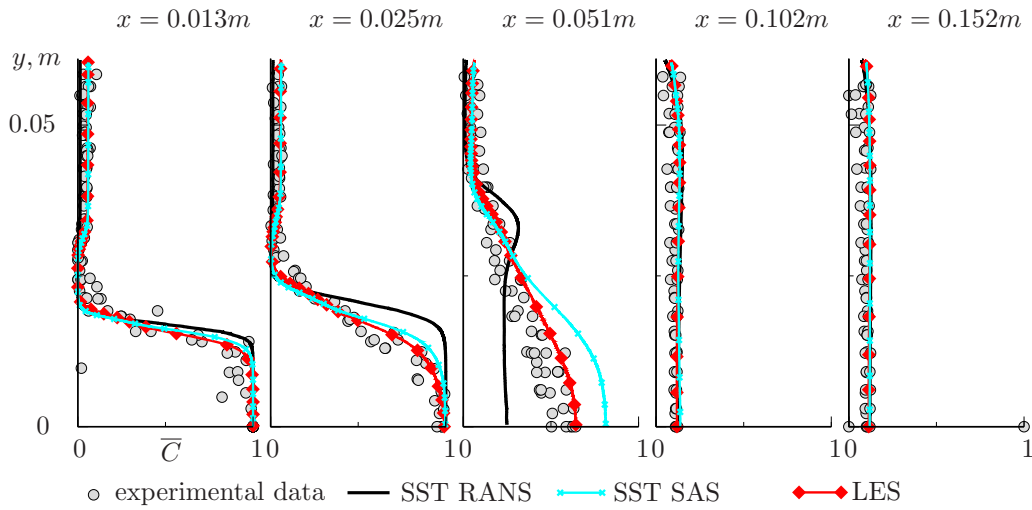 x = 0.013m x = 0.025m x = 0.051m x = 0.102m x = 0.152m
y, m
0.05
0
0 C̅ 1 0 1 0 1 0 1 0 1
experimental data SST RANS SST SAS LES